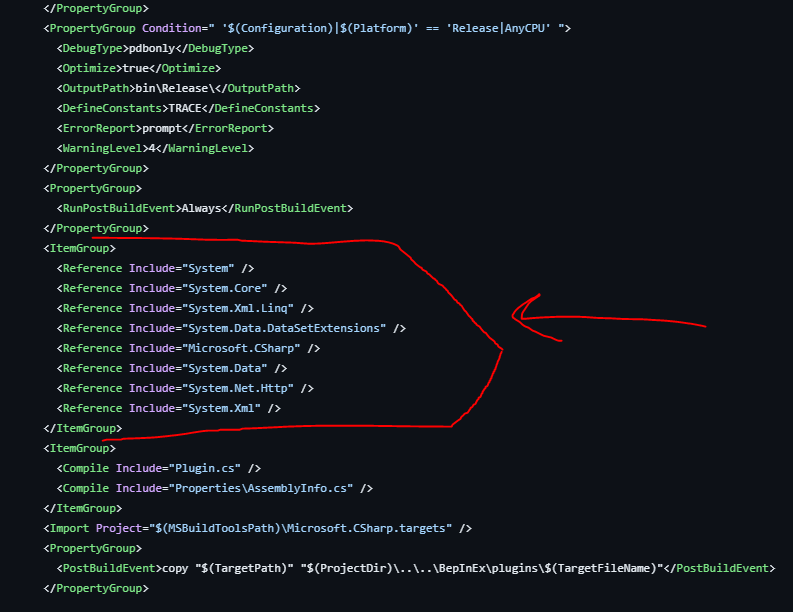 </PropertyGroup>
<PropertyGroup Condition=" '$(Configuration)|$(Platform)' == 'Release|AnyCPU' ">
<DebugType>pdbonly</DebugType>
<Optimize>true</Optimize>
<OutputPath>bin\Release\</OutputPath>
<DefineConstants>TRACE</DefineConstants>
<ErrorReport>prompt</ErrorReport>
<WarningLevel>4</WarningLevel>
</PropertyGroup>
<PropertyGroup>
<RunPostBuildEvent>Always</RunPostBuildEvent>
</PropertyGroup>
<ItemGroup>
<Reference Include="System" />
<Reference Include="System.Core" />
<Reference Include="System.Xml.Linq" />
<Reference Include="System.Data.DataSetExtensions" />
<Reference Include="Microsoft.CSharp" />
<Reference Include="System.Data" />
<Reference Include="System.Net.Http" />
<Reference Include="System.Xml" />
</ItemGroup>
<ItemGroup>
<Compile Include="Plugin.cs" />
<Compile Include="Properties\AssemblyInfo.cs" />
</ItemGroup>
<Import Project="$(MSBuildToolsPath)\Microsoft.CSharp.targets" />
<PropertyGroup>
<PostBuildEvent>copy "$(TargetPath)" "$(ProjectDir)\..\..\BepInEx\plugins\$(TargetFileName)"</PostBuildEvent>
</PropertyGroup>